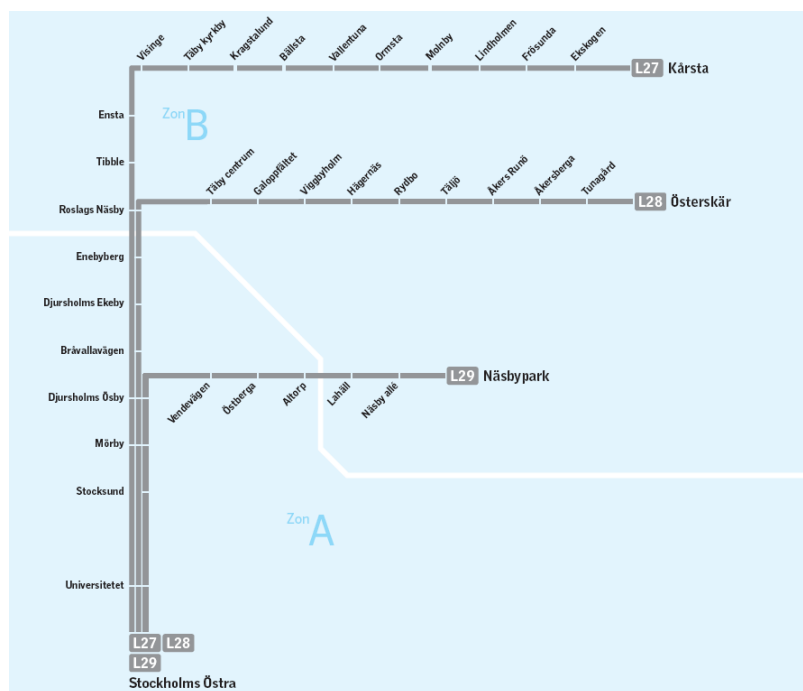 Visinge
Täby kyrkby
Kragstalund
Bällsta
Vallentuna
Ormsta
Molnby
Lindholmen
Frösunda
Ekskogen
L27 Kårsta
Ensta
Zon B
Tibble
Täby centrum
Galoppfältet
Viggbyholm
Hägernäs
Rydbo
Täljö
Åkers Runö
Åkersberga
Tunagård
L28 Österskär
Roslags Näsby
Enebyberg
Djursholms Ekeby
Bråvallavägen
L29 Näsbypark
Djursholms Ösby
Vendevägen
Östberga
Altorp
Lahäll
Näsby allé
Mörby
Stocksund
Zon A
Universitetet
L27 L28
L29
Stockholms Östra